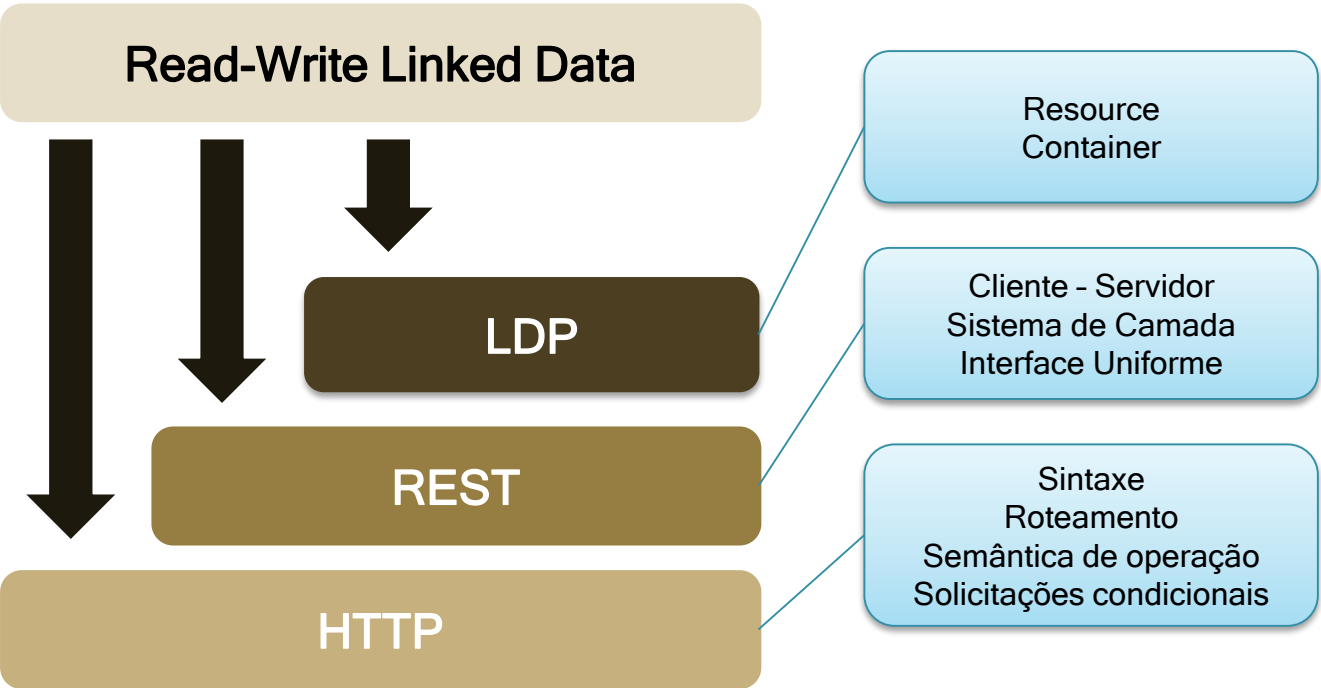 Read-Write Linked Data
LDP
REST
HTTP
Resource
Container
Cliente - Servidor
Sistema de Camada
Interface Uniforme
Sintaxe
Roteamento
Semântica de operação
Solicitações condicionais